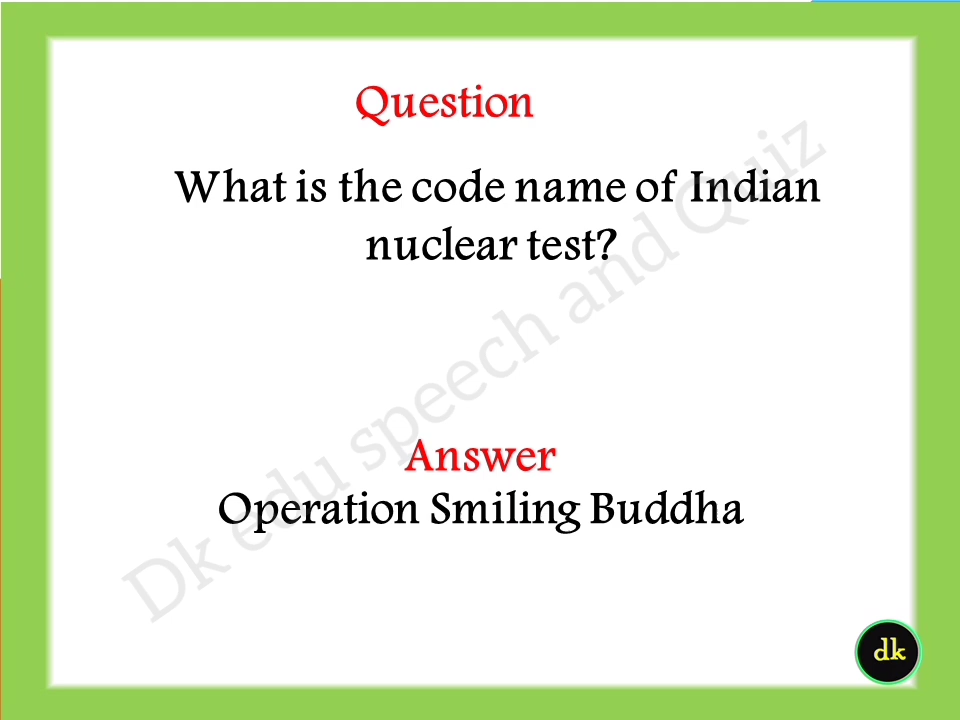 Question
What is the code name of Indian
nuclear test?
Dk edu speech and Quiz
Answer
Operation Smiling Buddha
dk